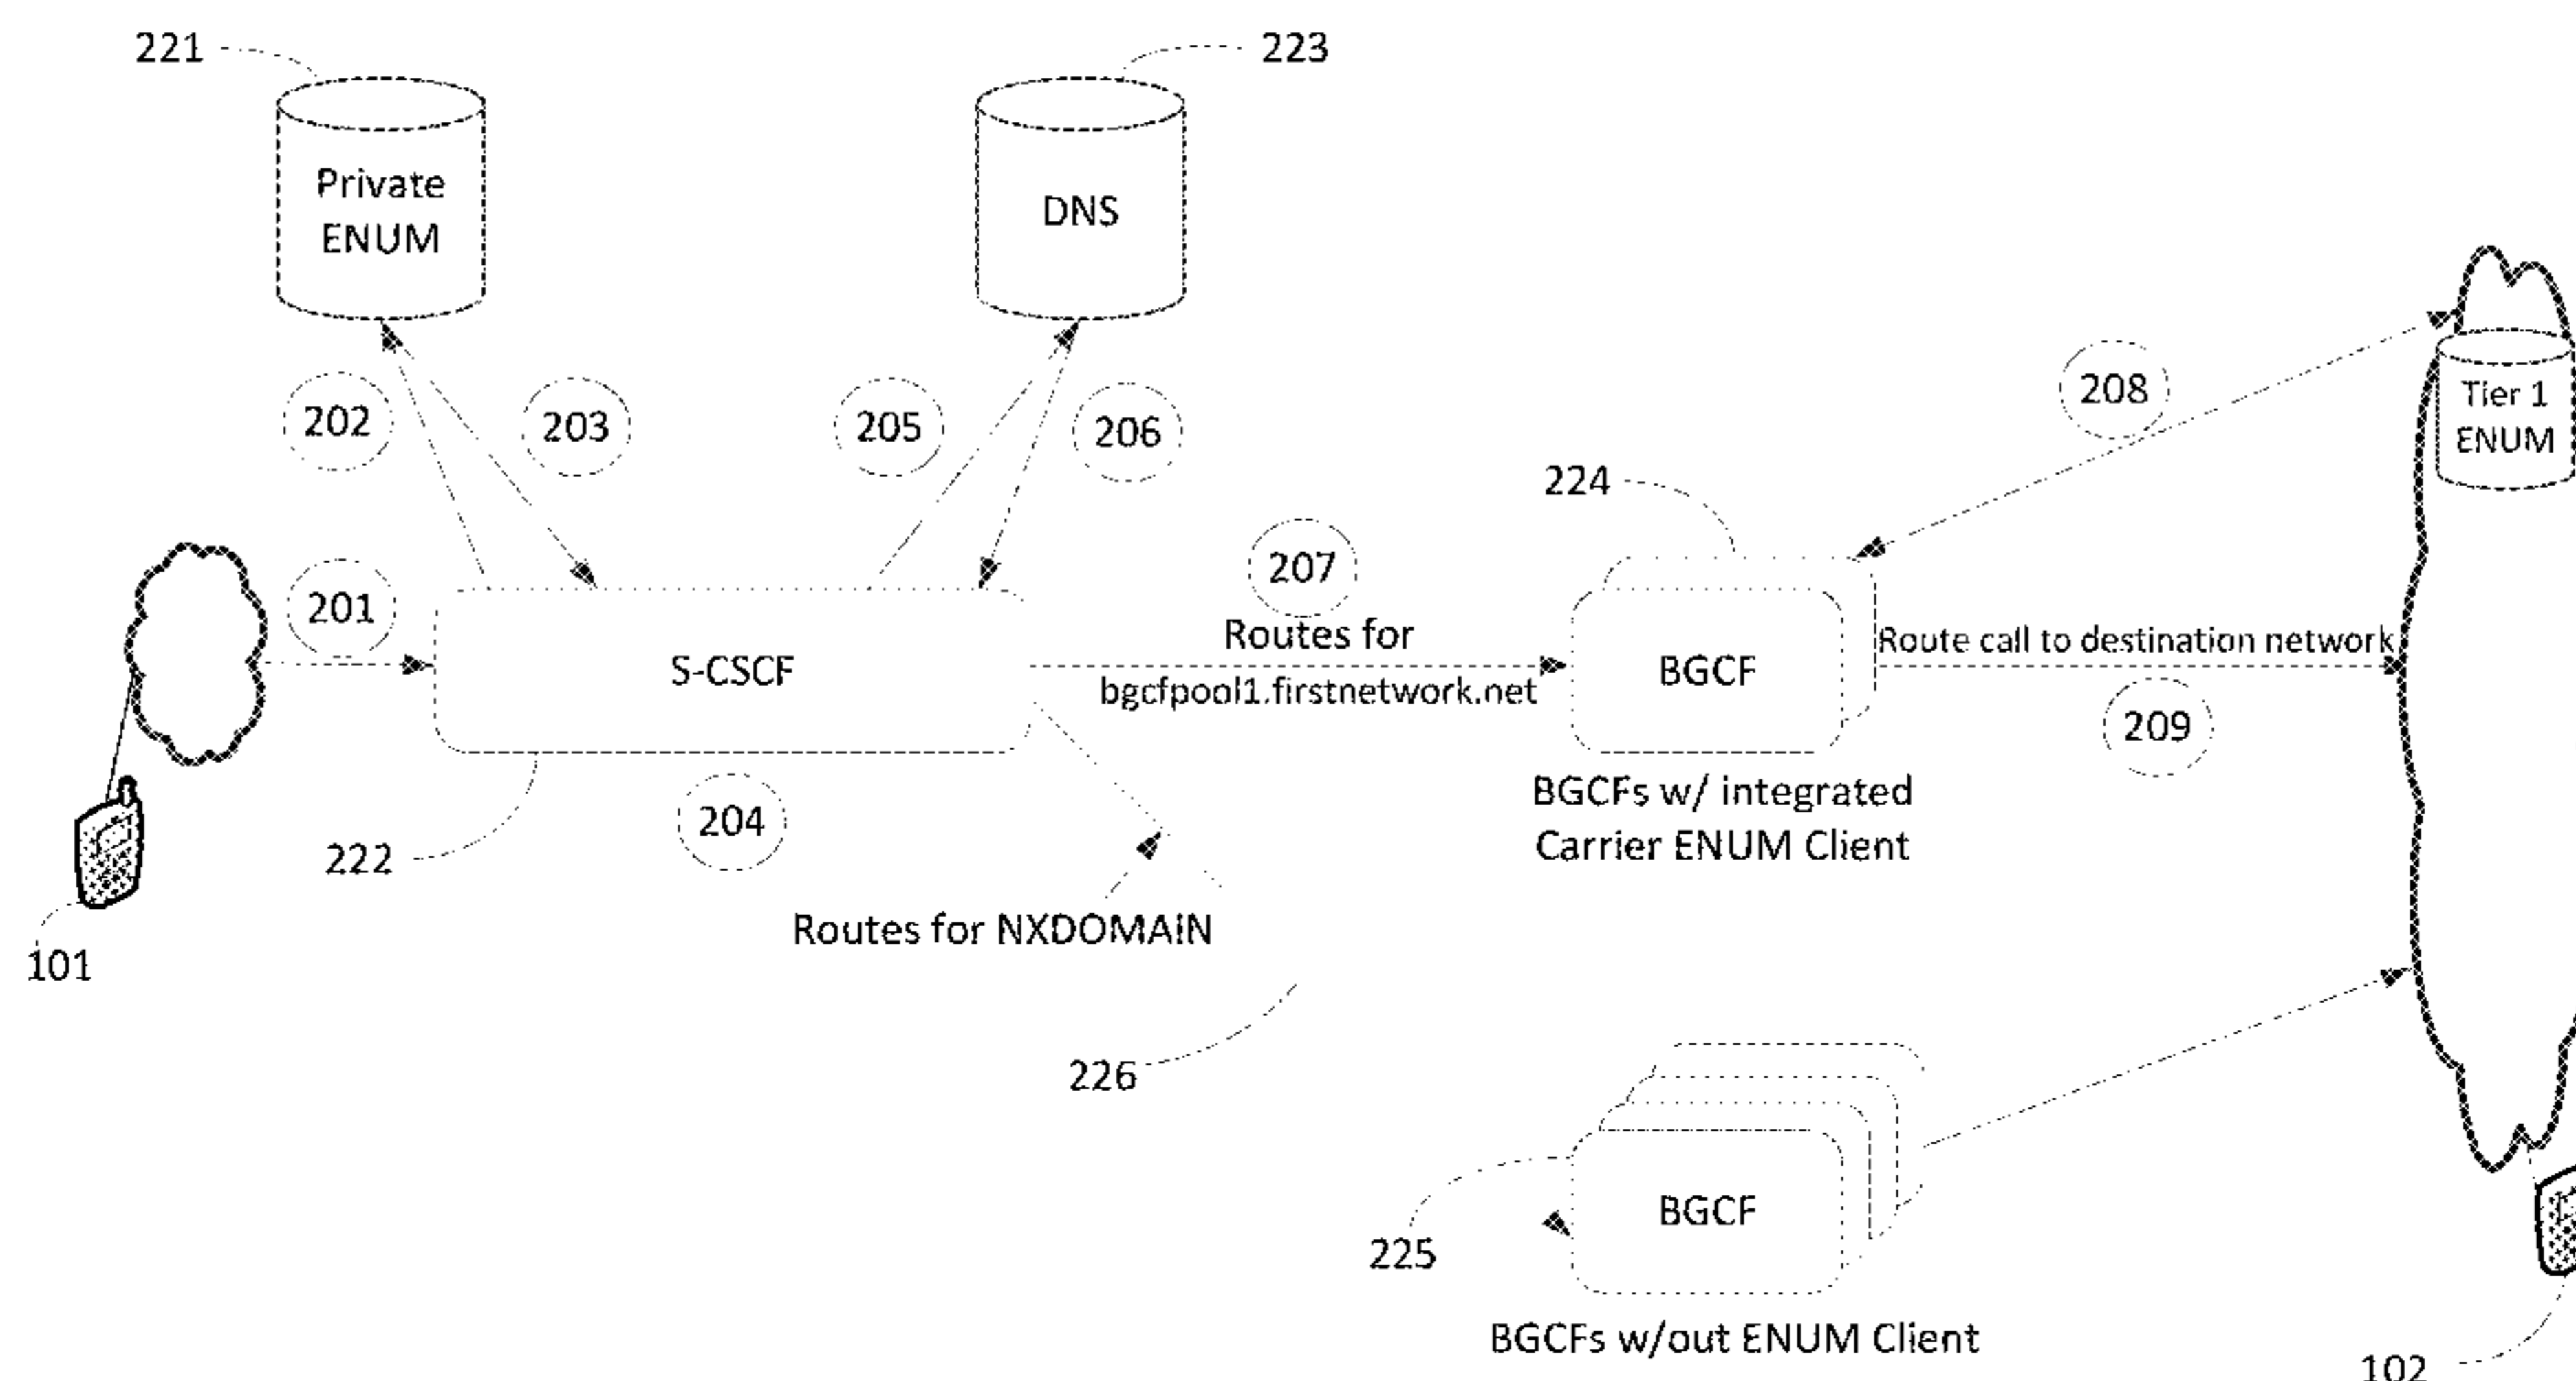 221
223
Private
ENUM
DNS
202
203
205
206
208
Tier 1
ENUM
224
201
207
Routes for
bgcfpool1.firstnetwork.net
S-CSCF
BGCF
Route call to destination network
209
222
204
BGCFs w/ integrated
Carrier ENUM Client
Routes for NXDOMAIN
101
226
225
BGCF
BGCFs w/out ENUM Client
102